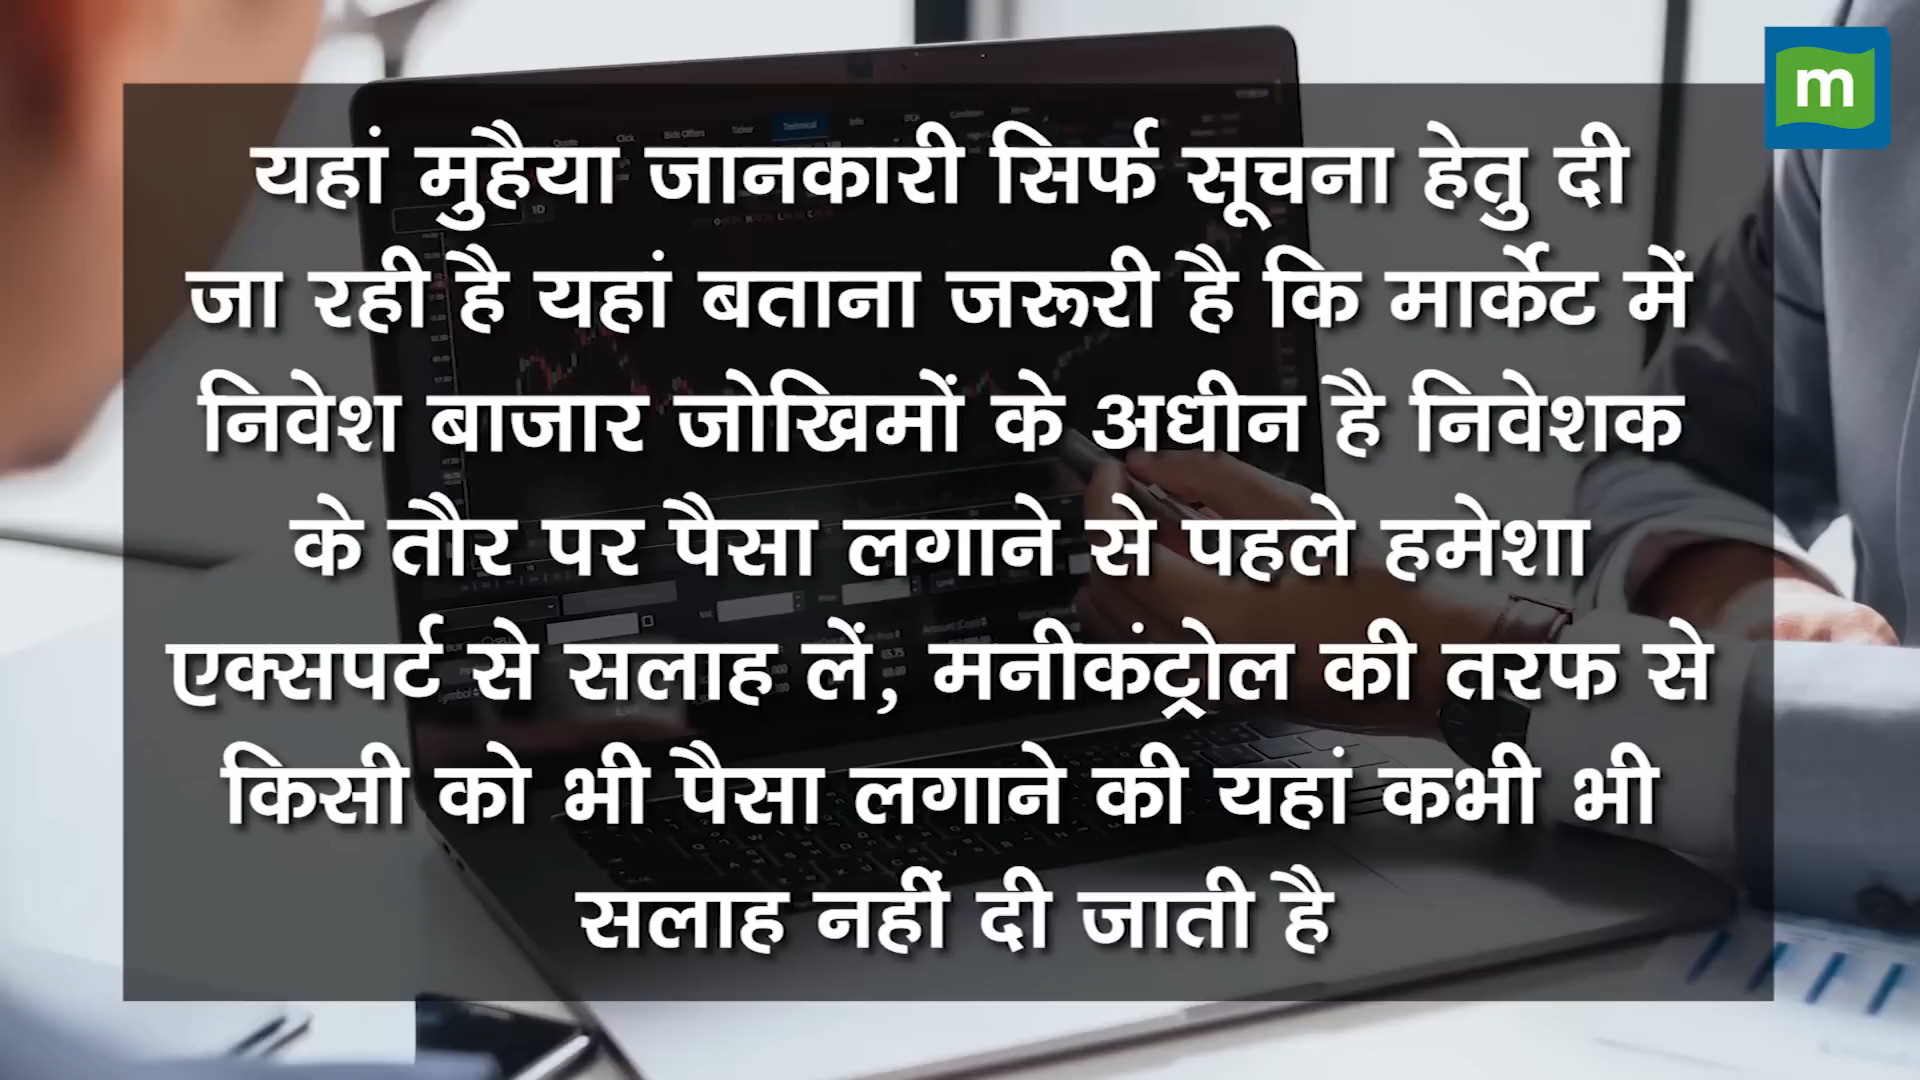 m
यहां मुहैया जानकारी सिर्फ सूचना हेतु दी
जा रही है यहां बताना जरूरी है कि मार्केट में
निवेश बाजार जोखिमों के अधीन है निवेशक
के तौर पर पैसा लगाने से पहले हमेशा
एक्सपर्ट से सलाह लें, मनीकंट्रोल की तरफ से
किसी को भी पैसा लगाने की यहां कभी भी
सलाह नहीं दी जाती है